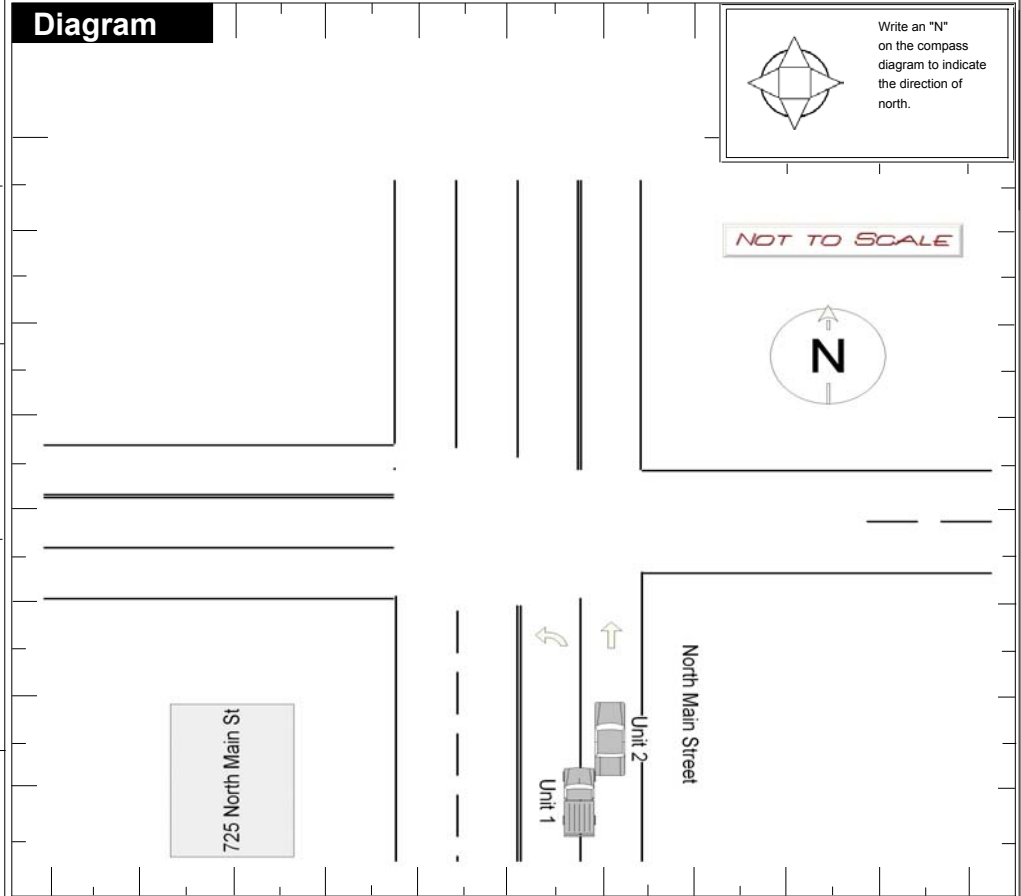 Diagram
Write an "N"
on the compass
diagram to indicate
the direction of
north.
NOT TO SCALE
N
North Main Street
Unit 2
Unit 1
725 North Main St